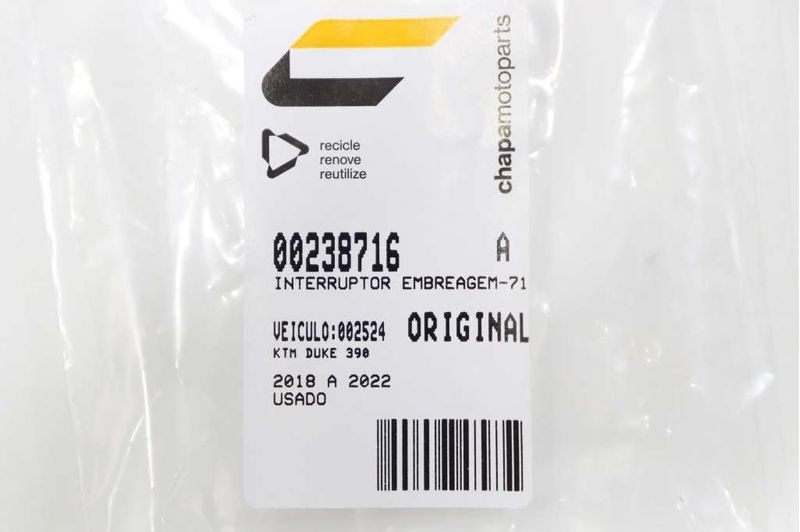 chapamotoparts
recicle
renove
reutilize
00238716 A
INTERRUPTOR EMBREAGEM-71
VEICULO:002524 ORIGINAL
KTM DUKE 390
2018 A 2022
USADO